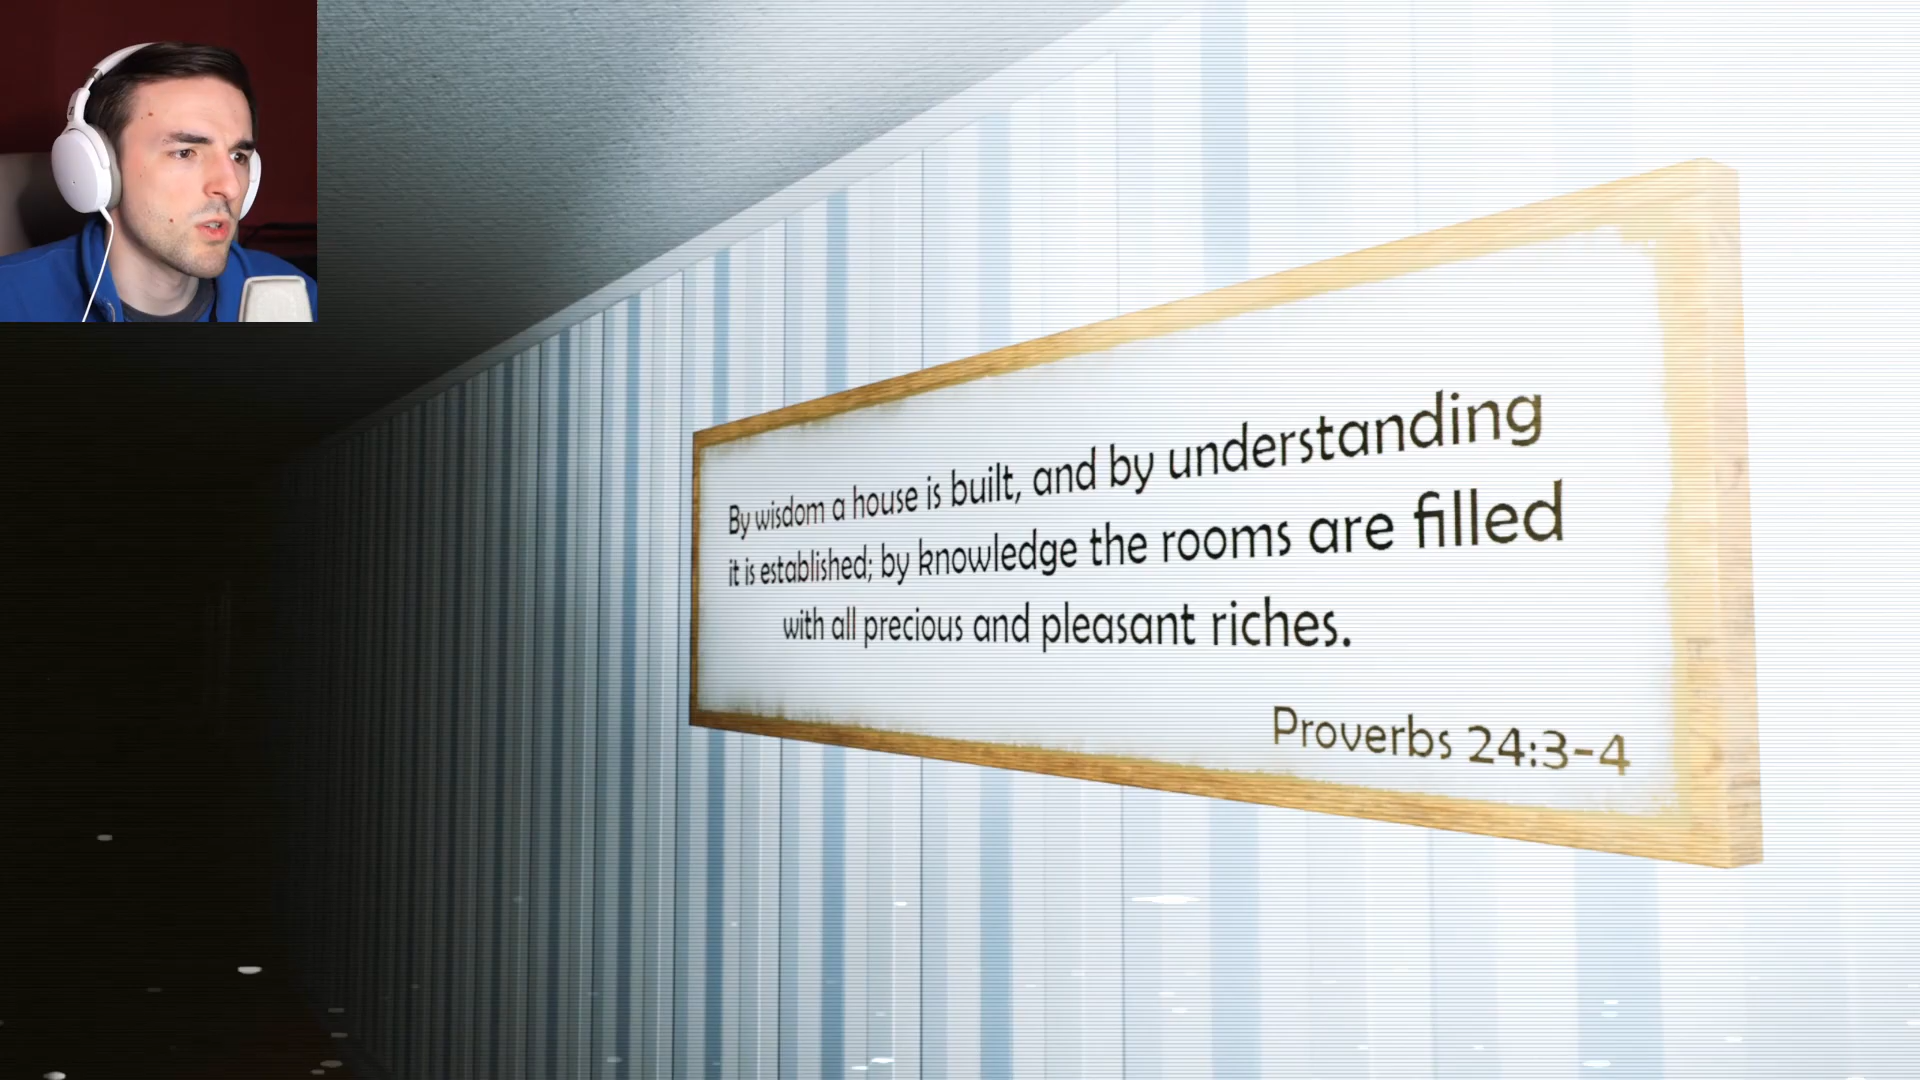 By wisdom a house is built, and by understanding
it is established; by knowledge the rooms are filled
with all precious and pleasant riches.
Proverbs 24:3-4